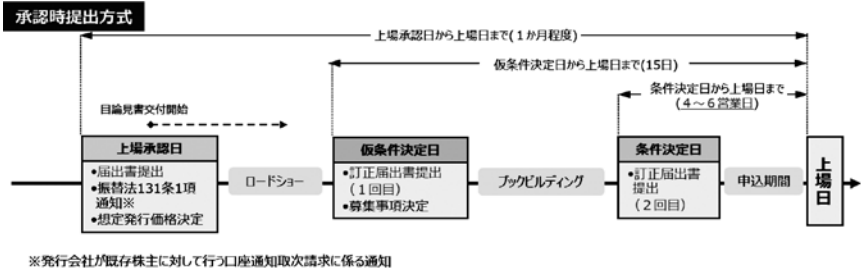 承認時提出方式
上場承認日から上場日まで(1か月程度)
仮条件決定日から上場日まで(15日)
条件決定日から上場日まで
(4~6営業日)
目論見書交付開始
上場承認日
•届出書提出
•振替法131条1項
通知※
•想定発行価格決定
ロードショー
仮条件決定日
•訂正届出書提出
(1回目)
•募集事項決定
ブックビルディング
条件決定日
•訂正届出書
提出
(2回目)
申込期間
上場日
※発行会社が既存株主に対して行う口座通知取次請求に係る通知